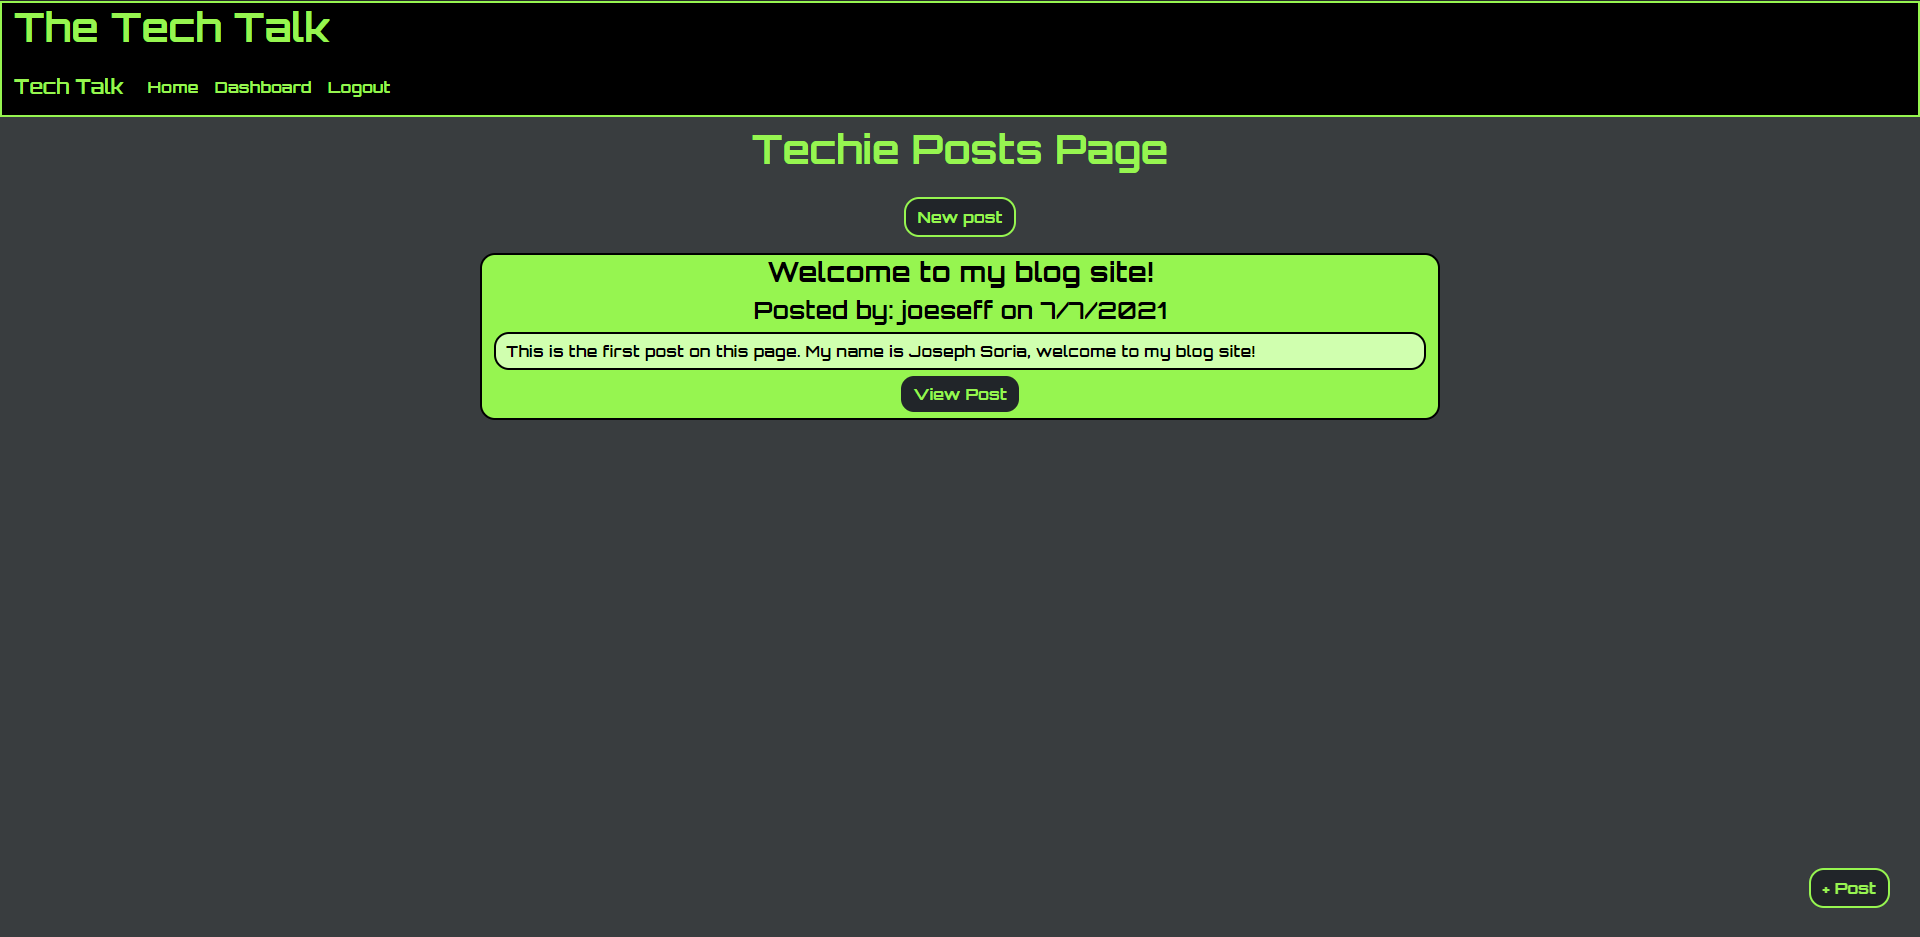 The Tech Talk
Tech Talk Home Dashboard Logout
Techie Posts Page
New post
Welcome to my blog site!
Posted by: joeseff on 7/7/2021
This is the first post on this page. My name is Joseph Soria, welcome to my blog site!
View Post
+ Post